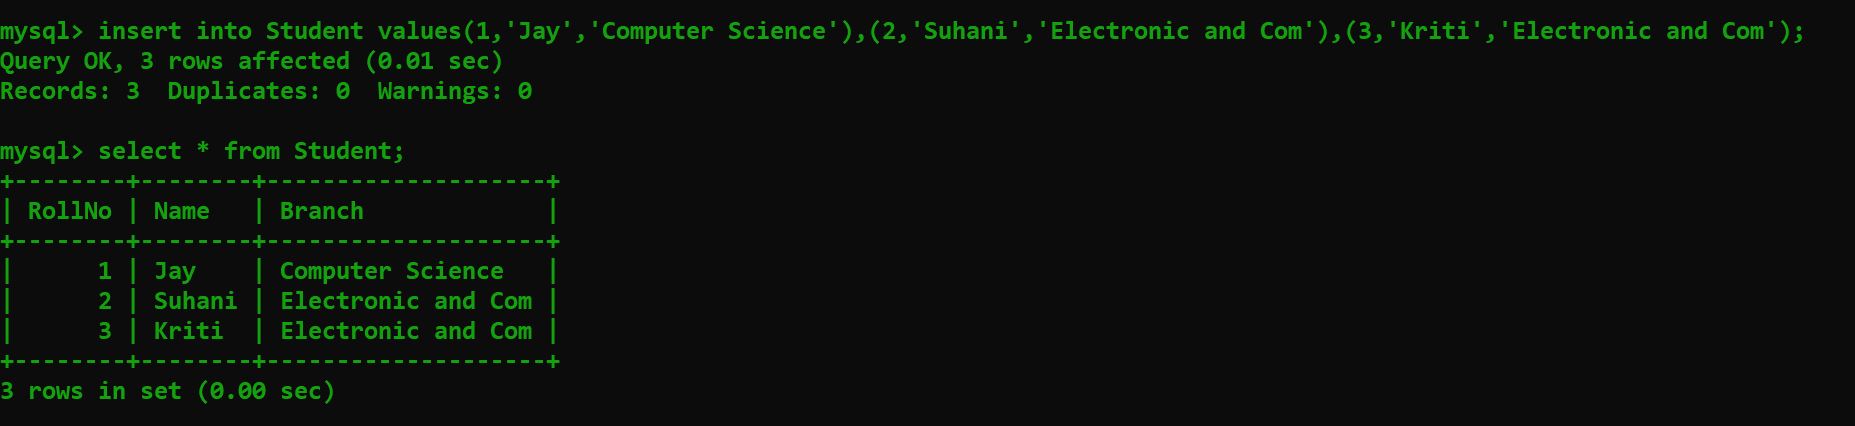 mysql> insert into Student values(1,'Jay','Computer Science'),(2,'Suhani','Electronic and Com'),(3,'Kriti','Electronic and Com');
Query OK, 3 rows affected (0.01 sec)
Records: 3  Duplicates: 0  Warnings: 0

mysql> select * from Student;
+--------+--------+--------------------+
| RollNo | Name   | Branch             |
+--------+--------+--------------------+
|      1 | Jay    | Computer Science   |
|      2 | Suhani | Electronic and Com |
|      3 | Kriti  | Electronic and Com |
+--------+--------+--------------------+
3 rows in set (0.00 sec)